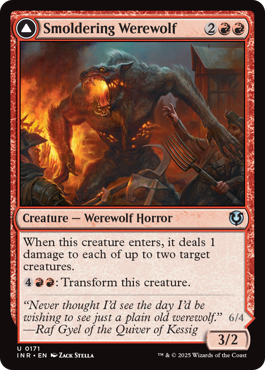 Smoldering Werewolf 2
Creature — Werewolf Horror
When this creature enters, it deals 1
damage to each of up to two target
creatures.
4 : Transform this creature.
“Never thought I’d see the day I’d be
wishing to see just a plain old werewolf.” 6/4
—Raf Gyel of the Quiver of Kessig
3/2
U 0171
INR • EN ZACK STELLA
™ & © 2025 Wizards of the Coast